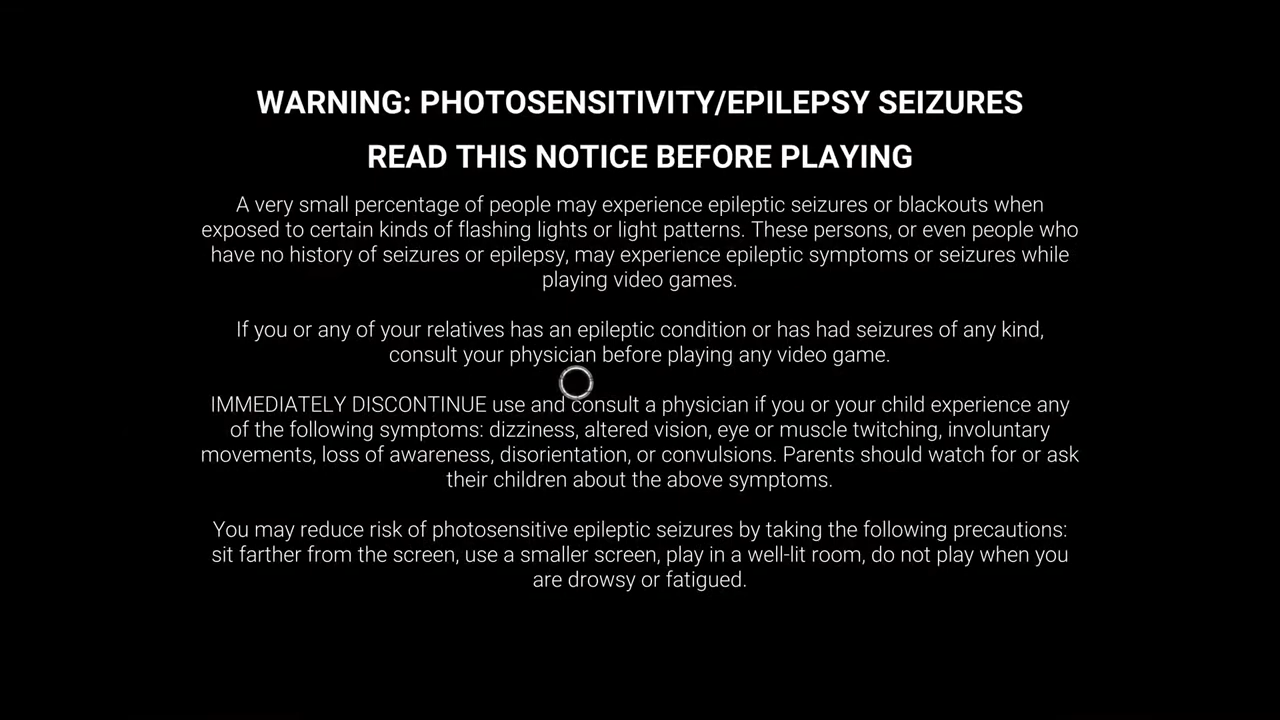 WARNING: PHOTOSENSITIVITY/EPILEPSY SEIZURES
READ THIS NOTICE BEFORE PLAYING
A very small percentage of people may experience epileptic seizures or blackouts when
exposed to certain kinds of flashing lights or light patterns. These persons, or even people who
have no history of seizures or epilepsy, may experience epileptic symptoms or seizures while
playing video games.
If you or any of your relatives has an epileptic condition or has had seizures of any kind,
consult your physician before playing any video game.
IMMEDIATELY DISCONTINUE use and consult a physician if you or your child experience any
of the following symptoms: dizziness, altered vision, eye or muscle twitching, involuntary
movements, loss of awareness, disorientation, or convulsions. Parents should watch for or ask
their children about the above symptoms.
You may reduce risk of photosensitive epileptic seizures by taking the following precautions:
sit farther from the screen, use a smaller screen, play in a well-lit room, do not play when you
are drowsy or fatigued.